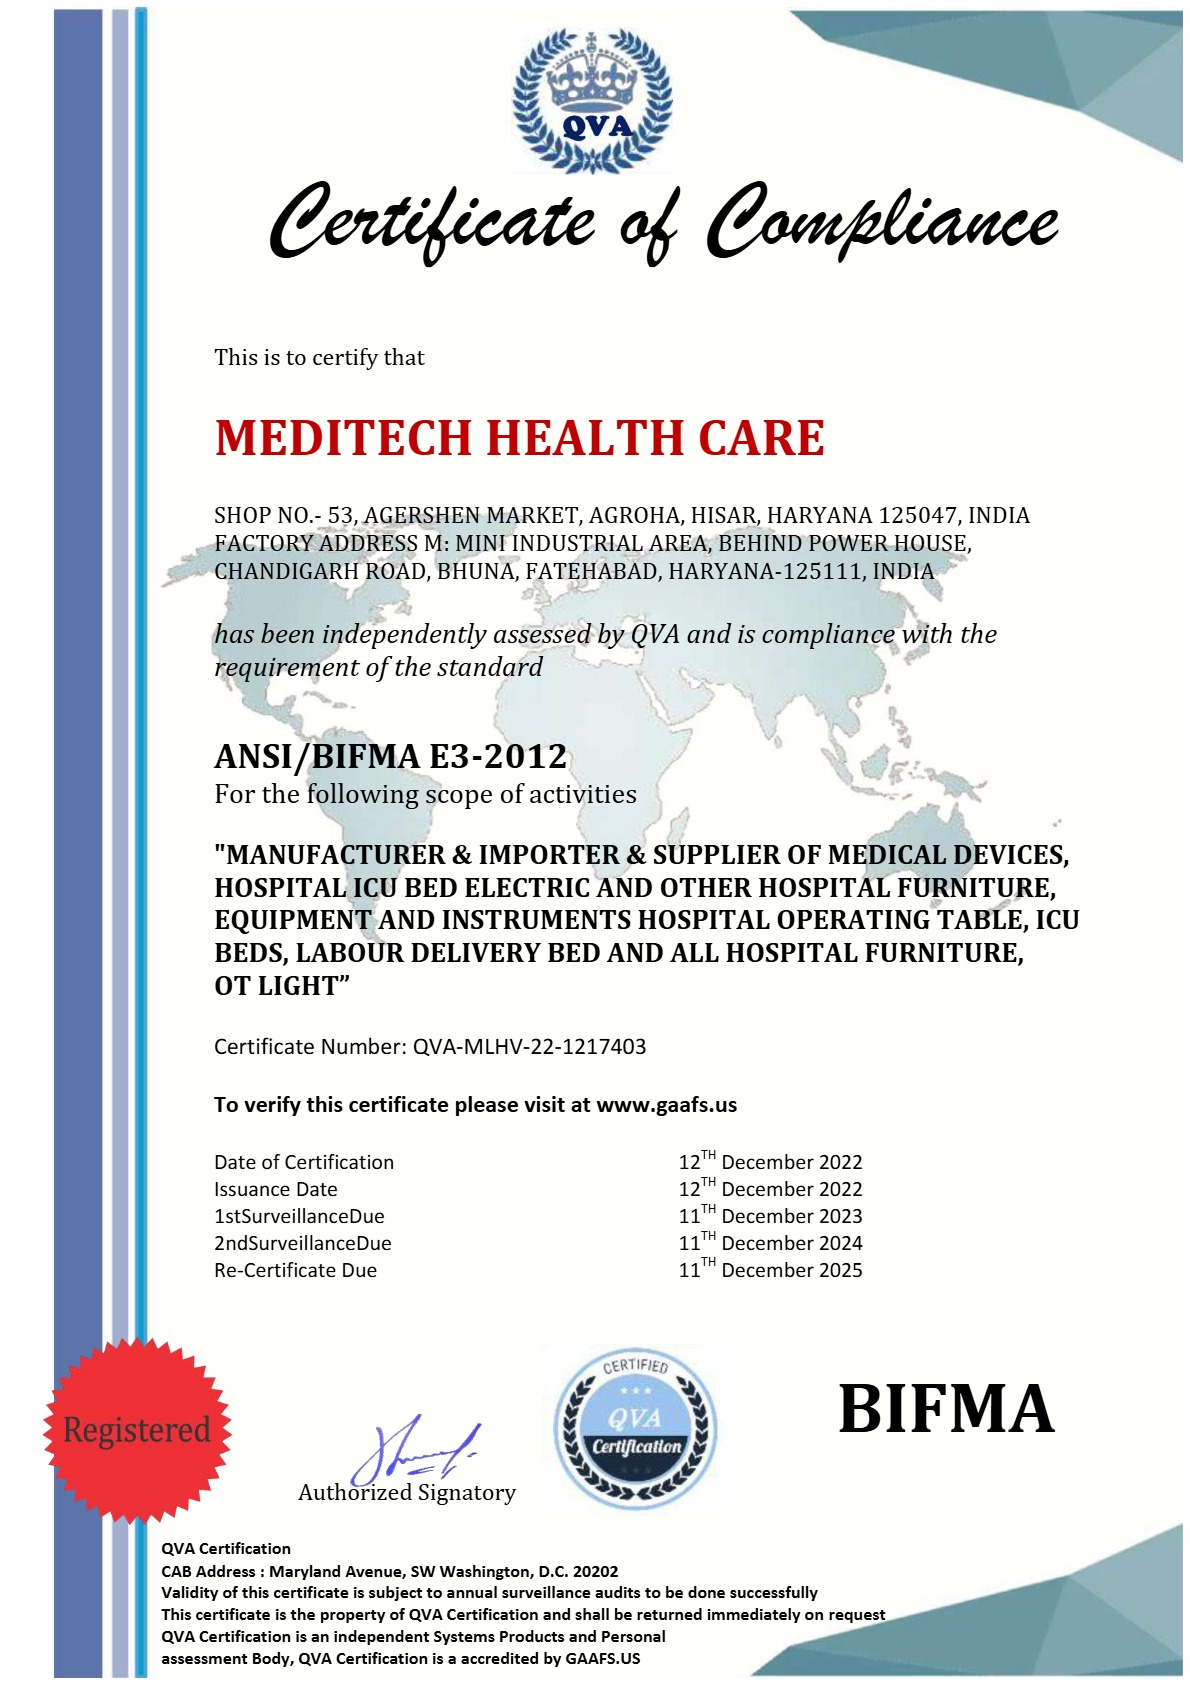 QVA
Certificate of Compliance
This is to certify that
MEDITECH HEALTH CARE
SHOP NO.- 53, AGERSHEN MARKET, AGROHA, HISAR, HARYANA 125047, INDIA
FACTORY ADDRESS M: MINI INDUSTRIAL AREA, BEHIND POWER HOUSE,
CHANDIGARH ROAD, BHUNA, FATEHABAD, HARYANA-125111, INDIA
has been independently assessed by QVA and is compliance with the
requirement of the standard
ANSI/BIFMA E3-2012
For the following scope of activities
"MANUFACTURER & IMPORTER & SUPPLIER OF MEDICAL DEVICES,
HOSPITAL ICU BED ELECTRIC AND OTHER HOSPITAL FURNITURE,
EQUIPMENT AND INSTRUMENTS HOSPITAL OPERATING TABLE, ICU
BEDS, LABOUR DELIVERY BED AND ALL HOSPITAL FURNITURE,
OT LIGHT”
Certificate Number: QVA-MLHV-22-1217403
To verify this certificate please visit at www.gaafs.us
Date of Certification 12TH December 2022
Issuance Date 12TH December 2022
1stSurveillanceDue 11TH December 2023
2ndSurveillanceDue 11TH December 2024
Re-Certificate Due 11TH December 2025
Registered
Authorized Signatory
CERTIFIED
QVA
Certification
BIFMA
QVA Certification
CAB Address : Maryland Avenue, SW Washington, D.C. 20202
Validity of this certificate is subject to annual surveillance audits to be done successfully
This certificate is the property of QVA Certification and shall be returned immediately on request
QVA Certification is an independent Systems Products and Personal
assessment Body, QVA Certification is a accredited by GAAFS.US